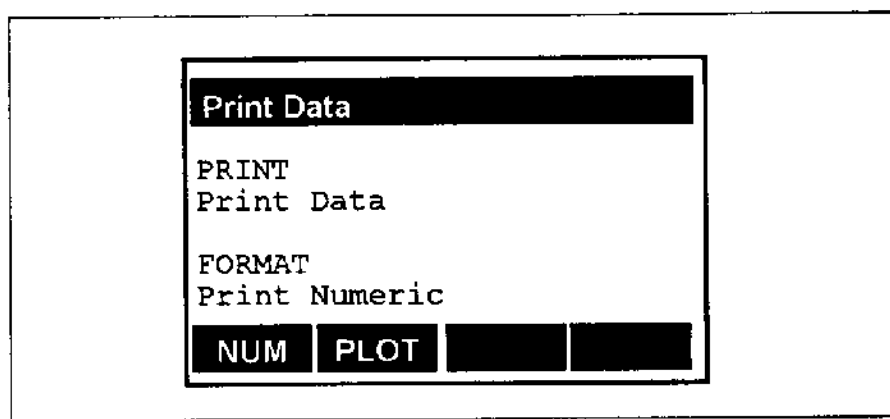 Print Data
PRINT
Print Data
FORMAT
Print Numeric
NUM PLOT